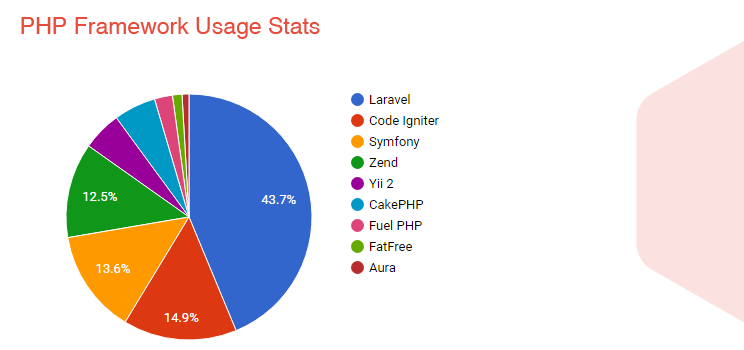 PHP Framework Usage Stats
Laravel
Code Igniter
Symfony
Zend
Yii 2
CakePHP
Fuel PHP
FatFree
Aura
43.7%
12.5%
13.6%
14.9%